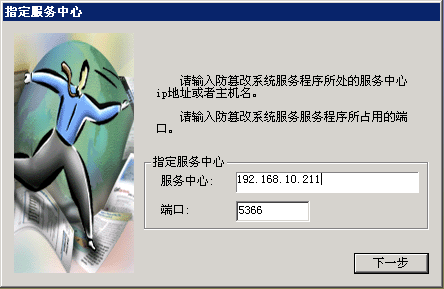 指定服务中心
请输入防篡改系统服务程序所处的服务中心
ip地址或者主机名。
请输入防篡改系统服务服务程序所占用的端
口。
指定服务中心
服务中心: 192.168.10.211
端口: 5366
下一步